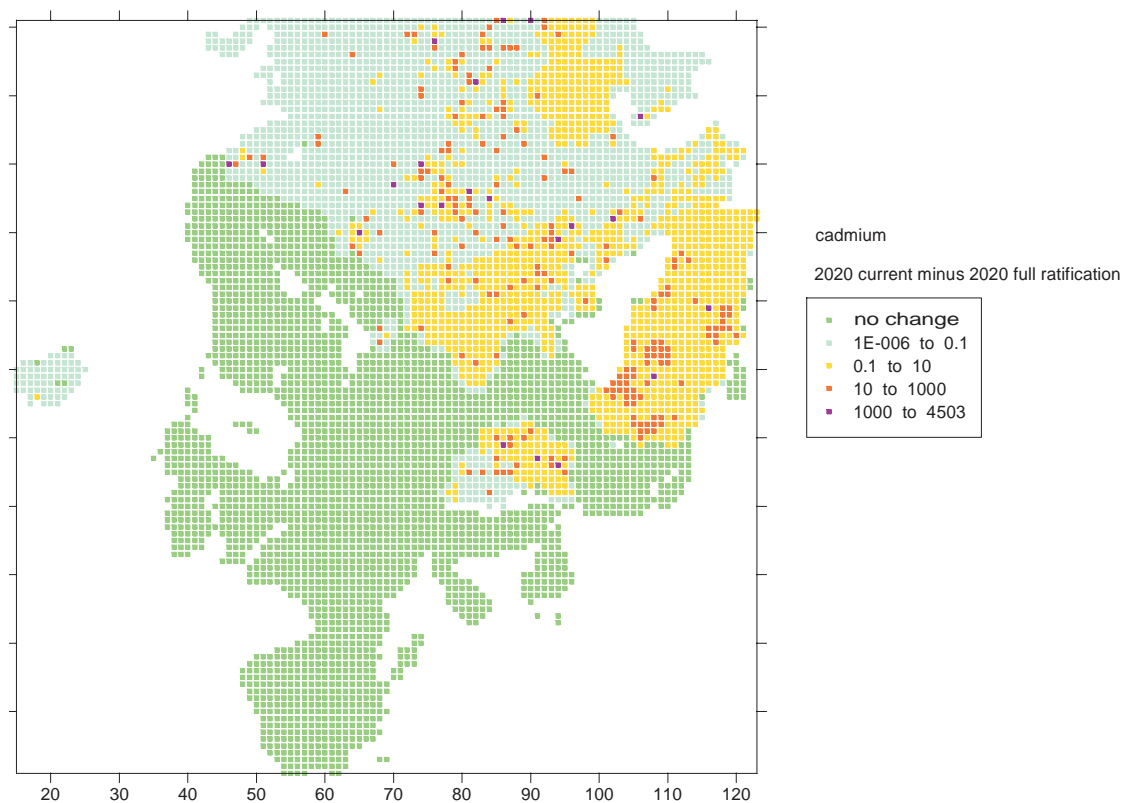 cadmium
2020 current minus 2020 full ratification
no change
1E-006 to 0.1
0.1 to 10
10 to 1000
1000 to 4503
20 30 40 50 60 70 80 90 100 110 120